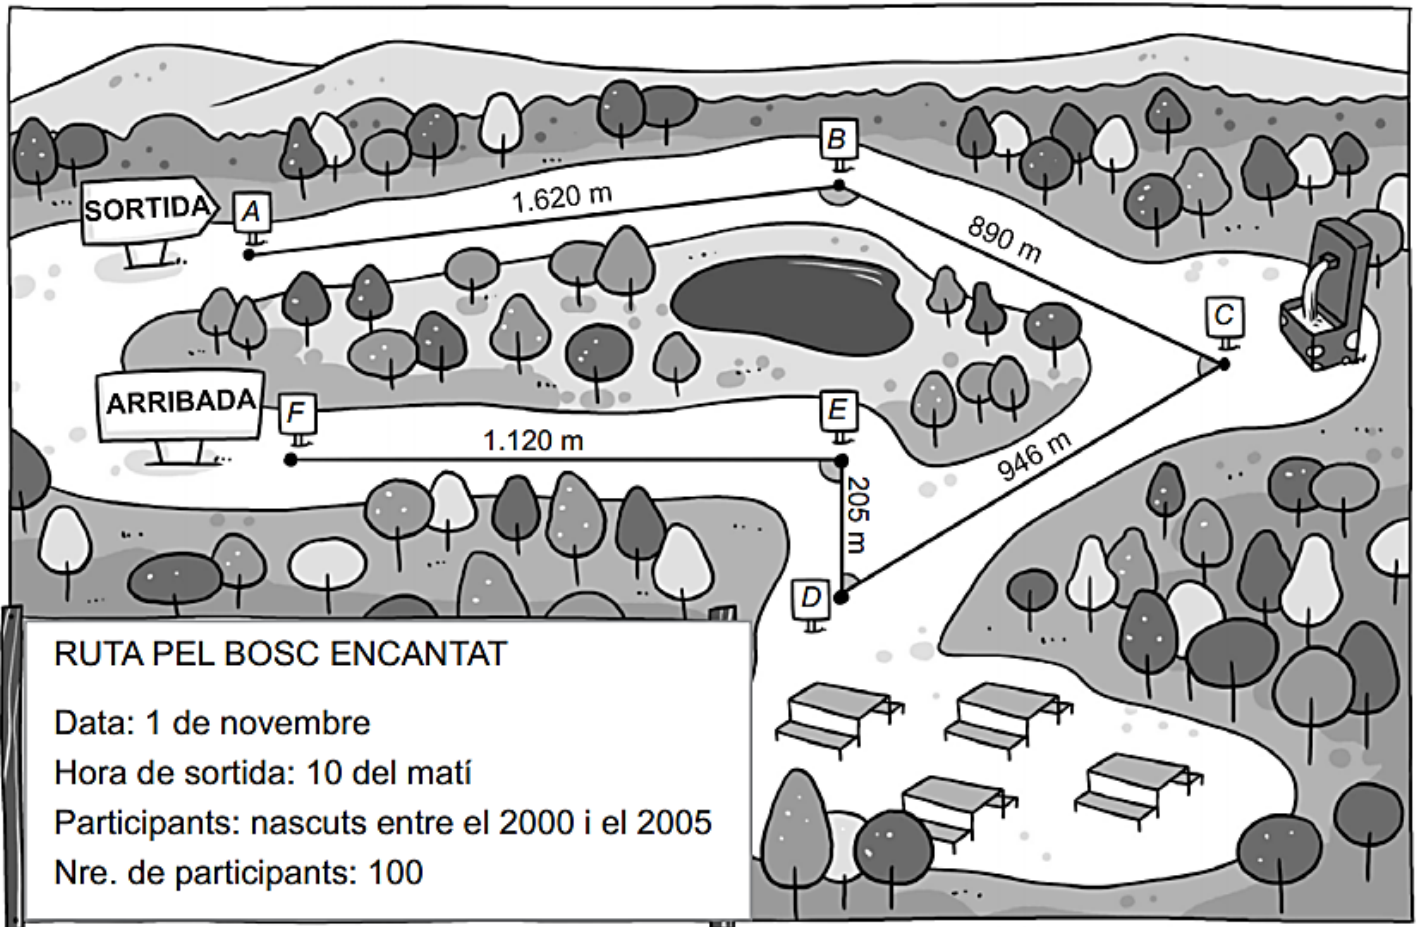 B
1.620 m
SORTIDA
A
890 m
C
ARRIBADA
F
E
1.120 m
946 m
205 m
D
RUTA PEL BOSC ENCANTAT
Data: 1 de novembre
Hora de sortida: 10 del matí
Participants: nascuts entre el 2000 i el 2005
Nre. de participants: 100